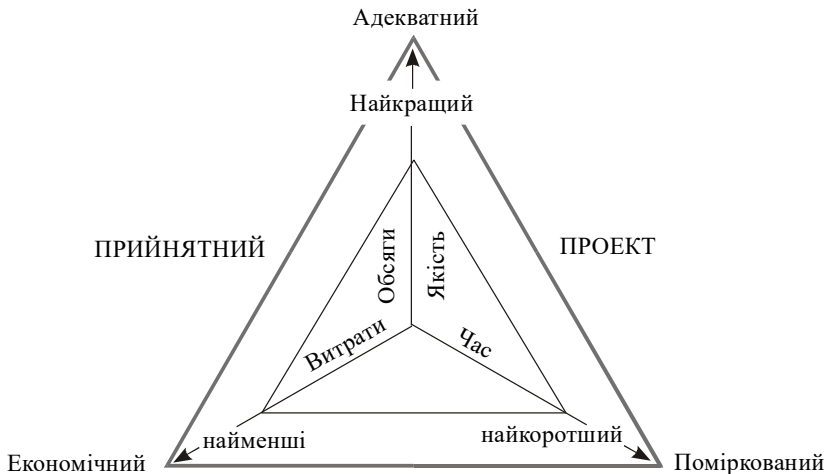 Адекватний
Найкращий
ПРИЙНЯТНИЙ
ПРОЕКТ
Обсяги
Якість
Витрати
Час
найменші
найкоротший
Економічний
Поміркований